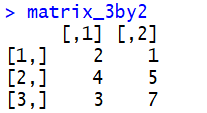 > matrix_3by2
     [,1] [,2]
[1,]    2    1
[2,]    4    5
[3,]    3    7